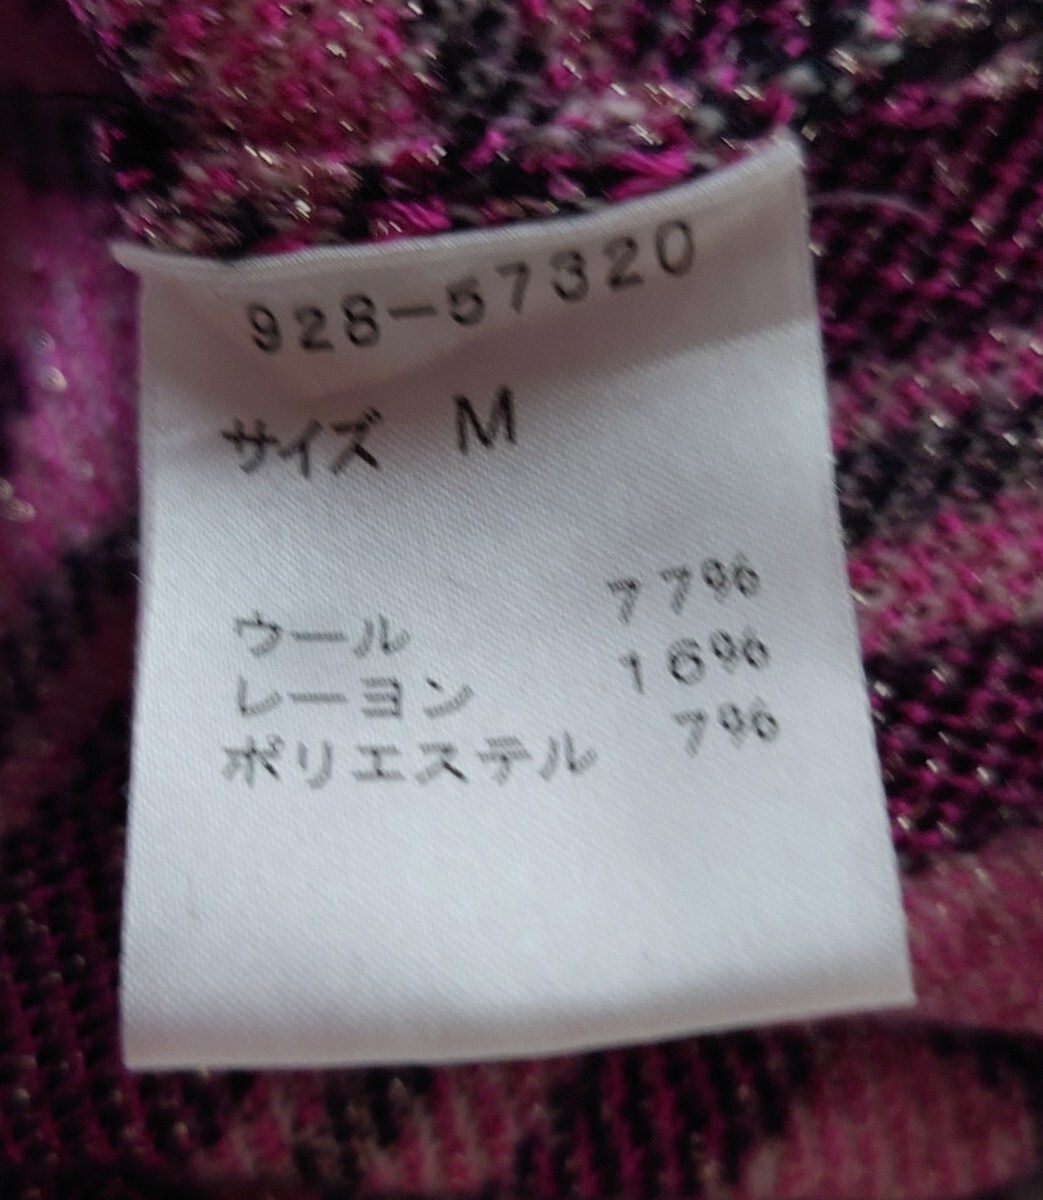 928-57320
サイズ M
ウール 77%
レーヨン 16%
ポリエステル 7%